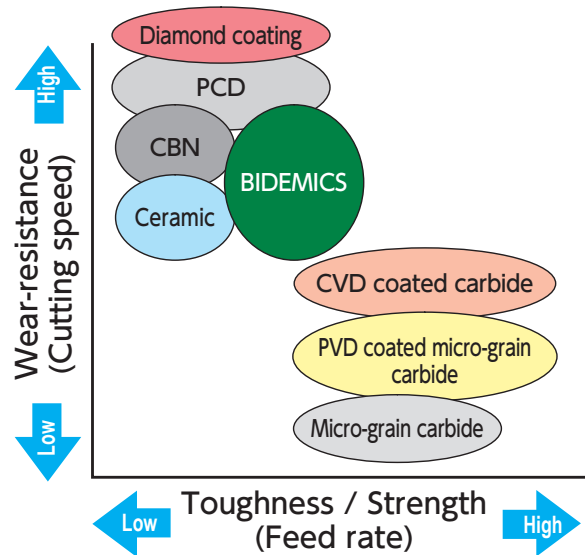 Diamond coating
High
PCD
CBN
BIDEMICS
Ceramic
Wear-resistance
(Cutting speed)
CVD coated carbide
PVD coated micro-grain
carbide
Micro-grain carbide
Low
Low
Toughness / Strength
(Feed rate)
High